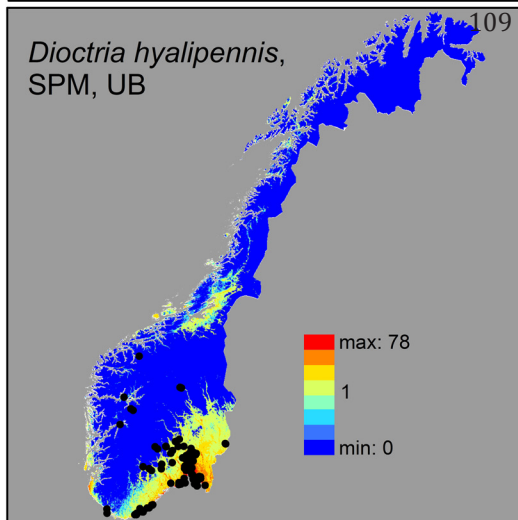 109
Dioctria hyalipennis,
SPM, UB
max: 78
1
min: 0